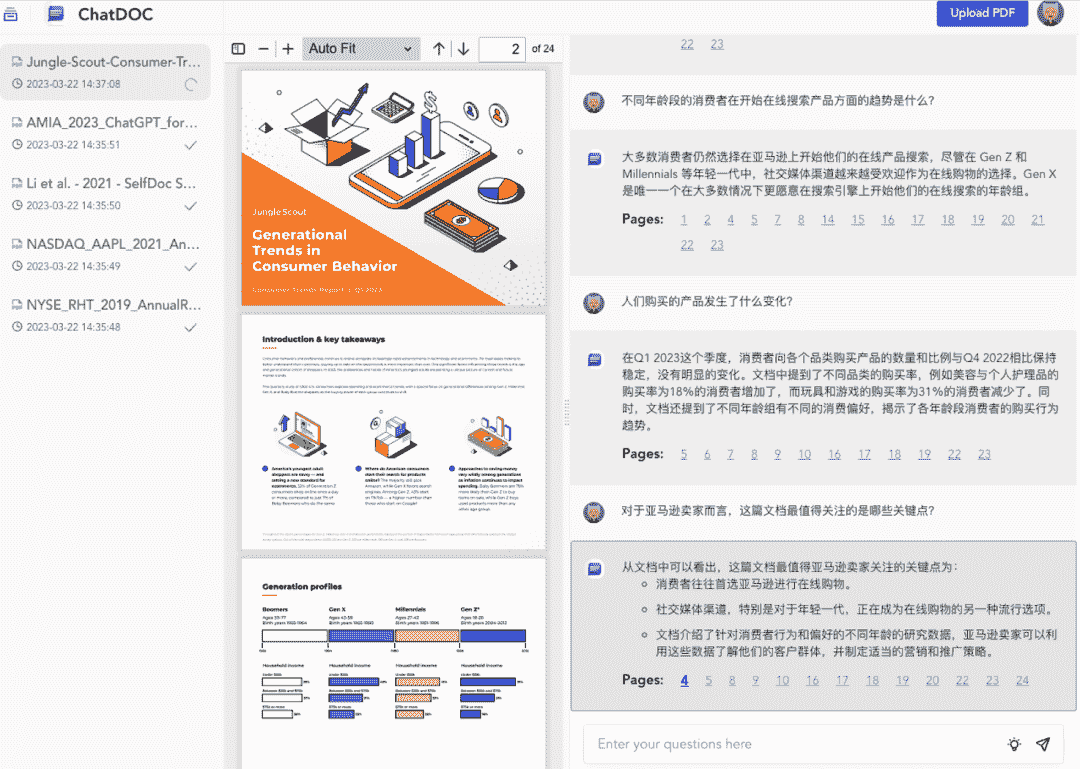 ChatDOC
Upload PDF
Jungle-Scout-Consumer-Tr...
2023-03-22 14:37:08
AMIA_2023_ChatGPT_for...
2023-03-22 14:35:51
Li et al. - 2021 - SelfDoc S...
2023-03-22 14:35:50
NASDAQ_AAPL_2021_An...
2023-03-22 14:35:49
NYSE_RHT_2019_AnnualR...
2023-03-22 14:35:48
Auto Fit
2 of 24
Jungle Scout
Generational
Trends in
Consumer Behavior
Introduction & key takeaways
Generation profiles
Boomers Gen X Millennials Gen Z*
Household income Household income Household income Household income
22 23
不同年龄段的消费者在开始在线搜索产品方面的趋势是什么?
大多数消费者仍然选择在亚马逊上开始他们的在线产品搜索，尽管在 Gen Z 和
Millennials 等年轻一代中，社交媒体渠道越来越受欢迎作为在线购物的选择。Gen X
是唯一一个在大多数情况下更愿意在搜索引擎上开始他们的在线搜索的年龄组。
Pages: 1 2 4 5 7 8 14 15 16 17 18 19 20 21
22 23
人们购买的产品发生了什么变化?
在Q1 2023这个季度，消费者向各个品类购买产品的数量和比例与Q4 2022相比保持
稳定，没有明显的变化。文档中提到了不同品类的购买率，例如美容与个人护理品的
购买率为18%的消费者增加了，而玩具和游戏的购买率为31%的消费者减少了。同
时，文档还提到了不同年龄组有不同的消费偏好，揭示了各年龄段消费者的购买行为
趋势。
Pages: 5 6 7 8 9 10 16 17 18 19 22 23
对于亚马逊卖家而言，这篇文档最值得关注的是哪些关键点?
从文档中可以看出，这篇文档最值得亚马逊卖家关注的关键点为：
消费者往往首选亚马逊进行在线购物。
社交媒体渠道，特别是对于年轻一代，正在成为在线购物的另一种流行选项。
文档介绍了针对消费者行为和偏好的不同年龄的研究数据，亚马逊卖家可以利
用这些数据了解他们的客户群体，并制定适当的营销和推广策略。
Pages: 4 5 8 9 10 16 17 18 19 20 22 23 24
Enter your questions here